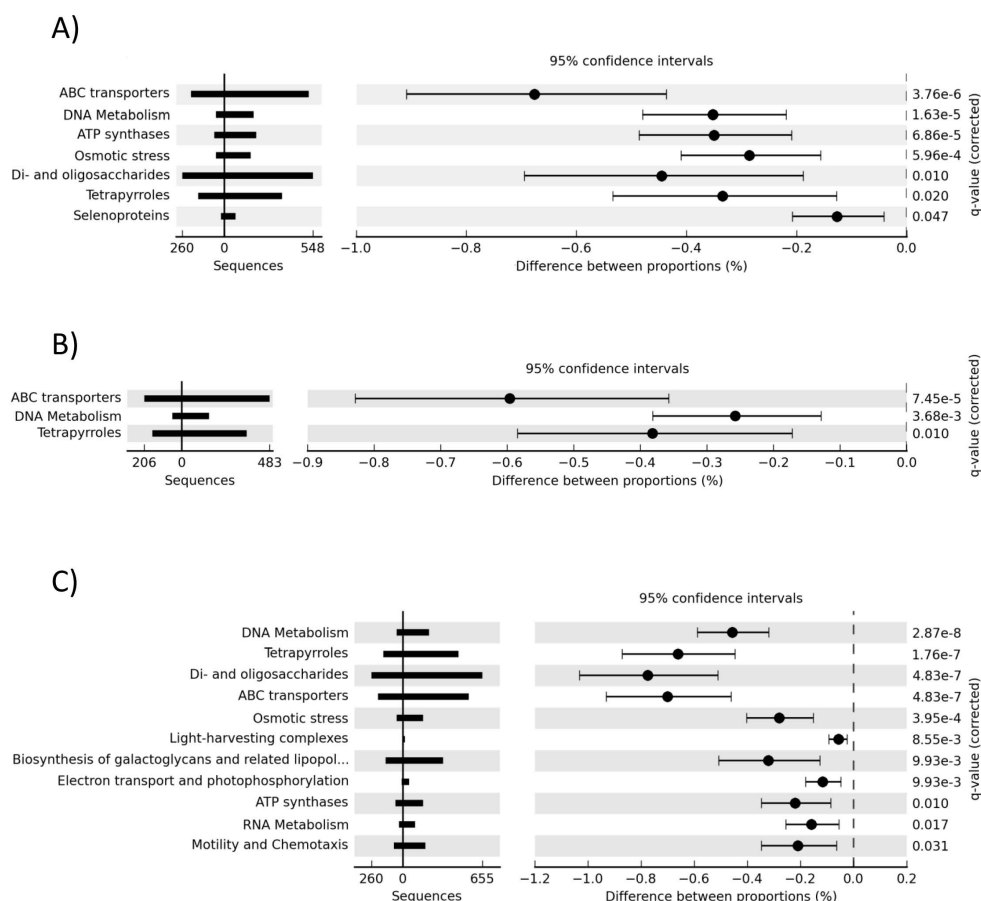 A)
95% confidence intervals
ABC transporters
3.76e-6
DNA Metabolism
1.63e-5
ATP synthases
6.86e-5
Osmotic stress
5.96e-4
Di- and oligosaccharides
0.010
Tetrapyrroles
0.020
Selenoproteins
0.047
q-value (corrected)
260 0 548
Sequences
−1.0 −0.8 −0.6 −0.4 −0.2 0.0
Difference between proportions (%)
B)
95% confidence intervals
ABC transporters
7.45e-5
DNA Metabolism
3.68e-3
Tetrapyrroles
0.010
q-value (corrected)
206 0 483
Sequences
−0.9 −0.8 −0.7 −0.6 −0.5 −0.4 −0.3 −0.2 −0.1 0.0
Difference between proportions (%)
C)
95% confidence intervals
DNA Metabolism
2.87e-8
Tetrapyrroles
1.76e-7
Di- and oligosaccharides
4.83e-7
ABC transporters
4.83e-7
Osmotic stress
3.95e-4
Light-harvesting complexes
8.55e-3
Biosynthesis of galactoglycans and related lipopol...
9.93e-3
Electron transport and photophosphorylation
9.93e-3
ATP synthases
0.010
RNA Metabolism
0.017
Motility and Chemotaxis
0.031
q-value (corrected)
260 0 655
Sequences
−1.2 −1.0 −0.8 −0.6 −0.4 −0.2 0.0 0.2
Difference between proportions (%)